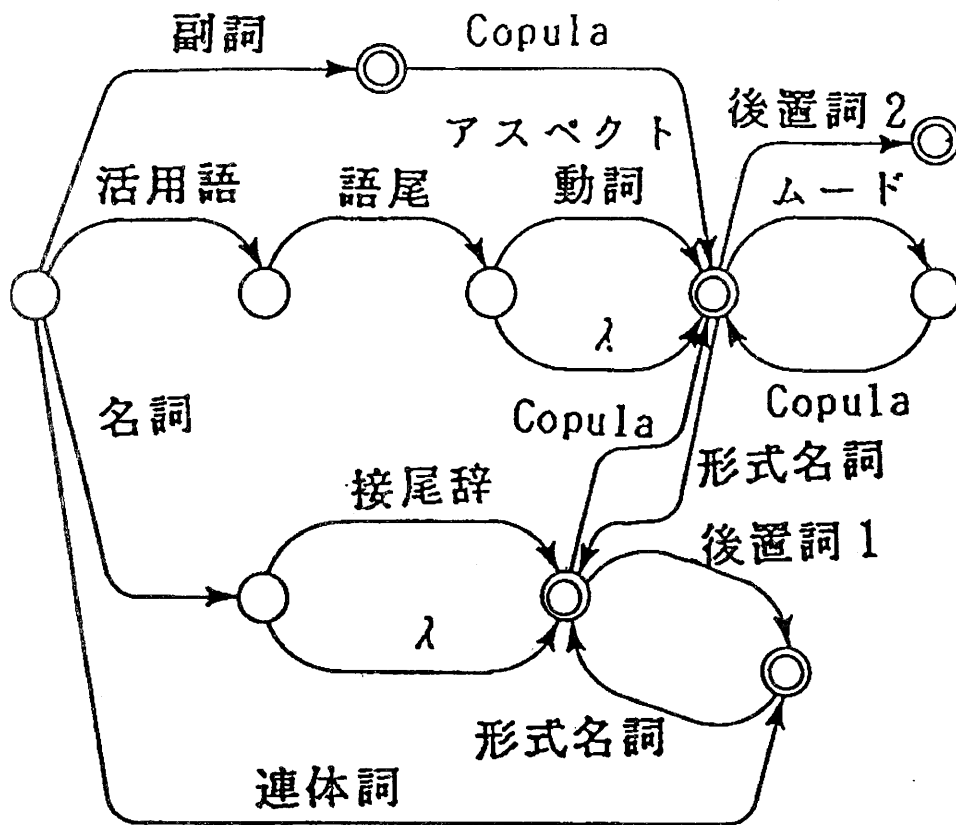 副詞
Copula
アスペクト
動詞
後置詞2
ムード
活用語
語尾
λ
Copula
Copula
名詞
形式名詞
接尾辞
後置詞1
λ
形式名詞
連体詞